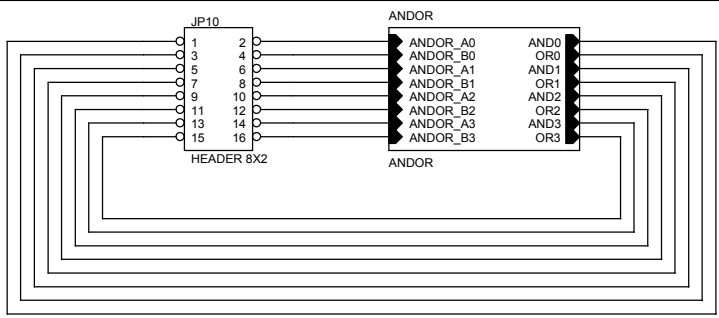 JP10
ANDOR
1 2
3 4
5 6
7 8
9 10
11 12
13 14
15 16
HEADER 8X2
ANDOR_A0 AND0
ANDOR_B0 OR0
ANDOR_A1 AND1
ANDOR_B1 OR1
ANDOR_A2 AND2
ANDOR_B2 OR2
ANDOR_A3 AND3
ANDOR_B3 OR3
ANDOR